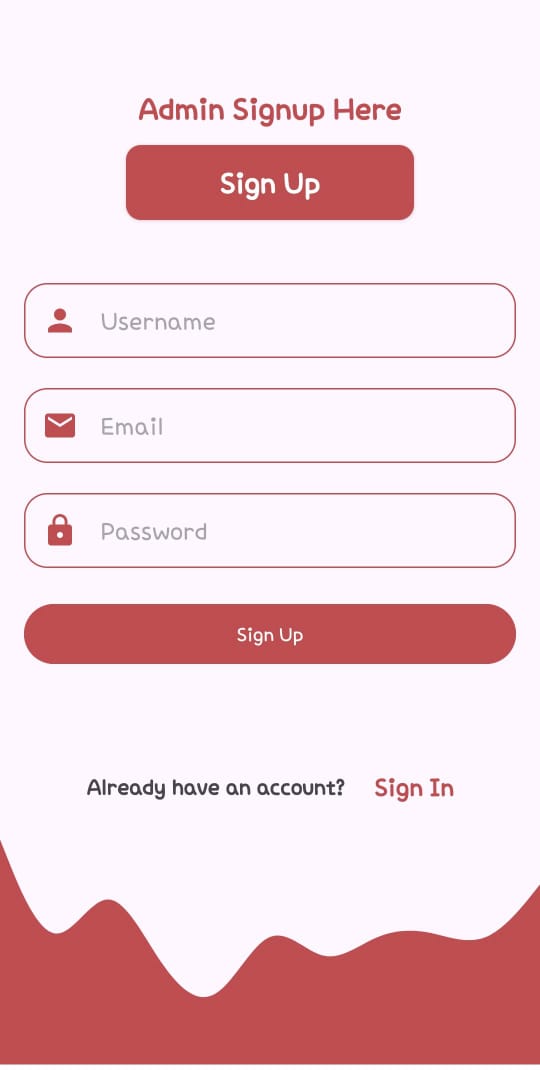 Admin Signup Here
Sign Up
Username
Email
Password
Sign Up
Already have an account? Sign In